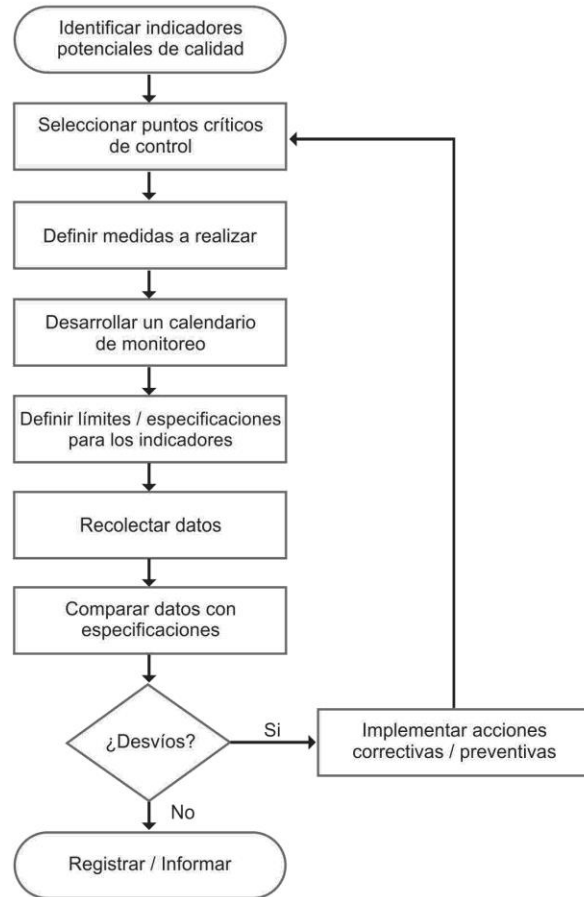 Identificar indicadores
potenciales de calidad
Seleccionar puntos críticos
de control
Definir medidas a realizar
Desarrollar un calendario
de monitoreo
Definir límites / especificaciones
para los indicadores
Recolectar datos
Comparar datos con
especificaciones
¿Desvíos?
Si
Implementar acciones
correctivas / preventivas
No
Registrar / Informar